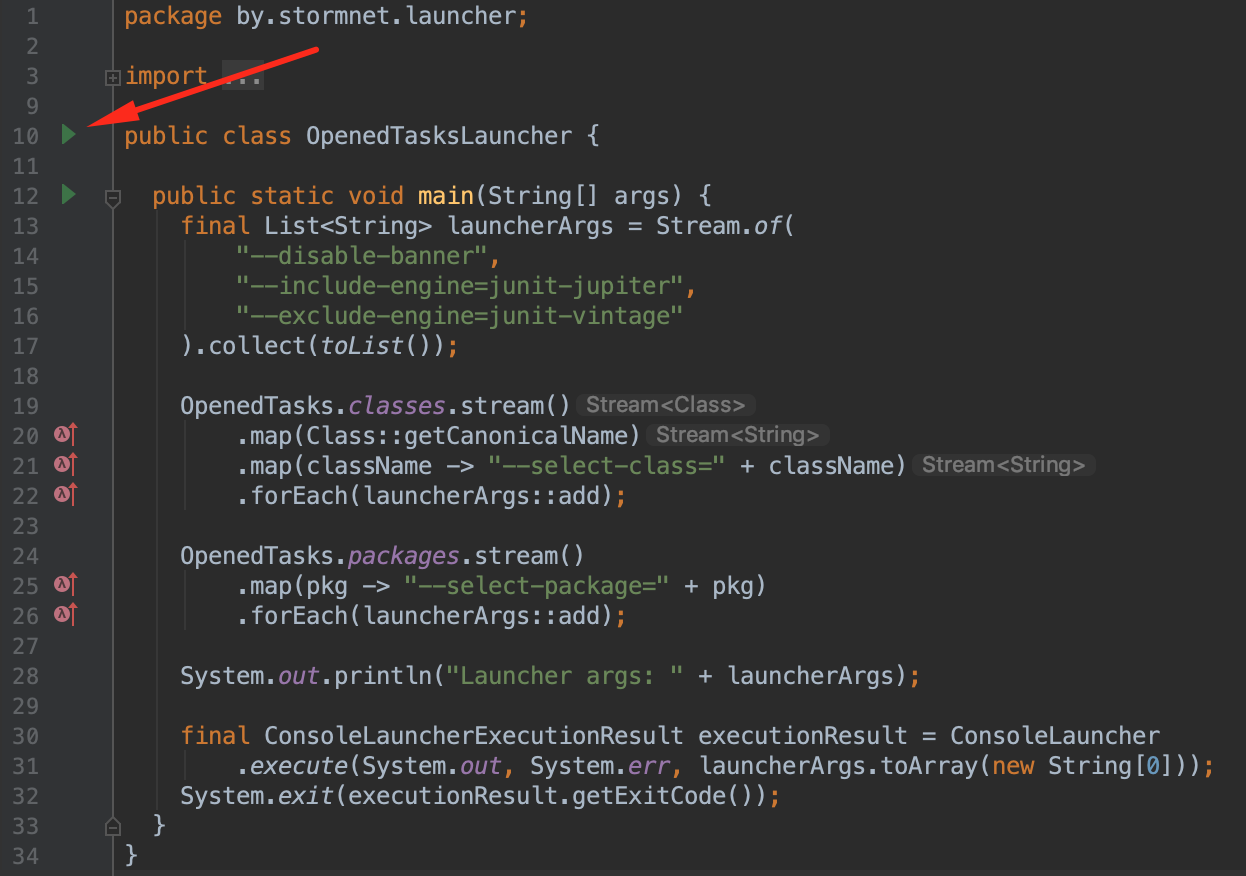 1 package by.stormnet.launcher;
2
3 import ...
9
10 public class OpenedTasksLauncher {
11
12 public static void main(String[] args) {
13 final List<String> launcherArgs = Stream.of(
14 "--disable-banner",
15 "--include-engine=junit-jupiter",
16 "--exclude-engine=junit-vintage"
17 ).collect(toList());
18
19 OpenedTasks.classes.stream() Stream<Class>
20 .map(Class::getCanonicalName) Stream<String>
21 .map(className -> "--select-class=" + className) Stream<String>
22 .forEach(launcherArgs::add);
23
24 OpenedTasks.packages.stream()
25 .map(pkg -> "--select-package=" + pkg)
26 .forEach(launcherArgs::add);
27
28 System.out.println("Launcher args: " + launcherArgs);
29
30 final ConsoleLauncherExecutionResult executionResult = ConsoleLauncher
31 .execute(System.out, System.err, launcherArgs.toArray(new String[0]));
32 System.exit(executionResult.getExitCode());
33 }
34 }